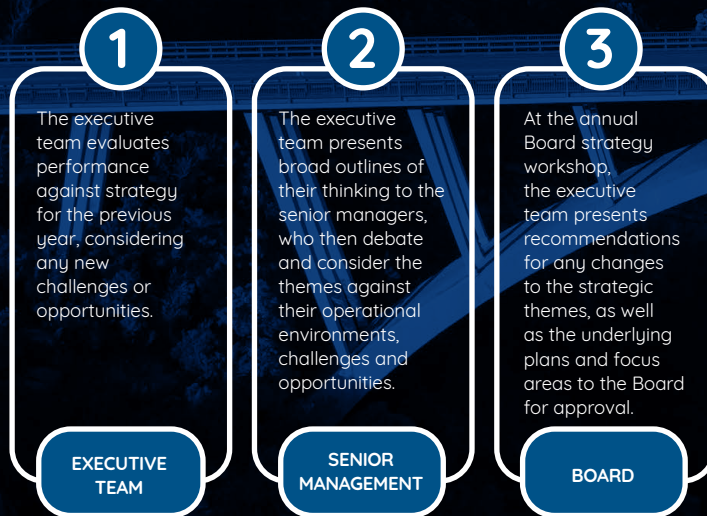 1
The executive
team evaluates
performance
against strategy
for the previous
year, considering
any new
challenges or
opportunities.
EXECUTIVE
TEAM
2
The executive
team presents
broad outlines of
their thinking to the
senior managers,
who then debate
and consider the
themes against
their operational
environments,
challenges and
opportunities.
SENIOR
MANAGEMENT
3
At the annual
Board strategy
workshop,
the executive
team presents
recommendations
for any changes
to the strategic
themes, as well
as the underlying
plans and focus
areas to the Board
for approval.
BOARD